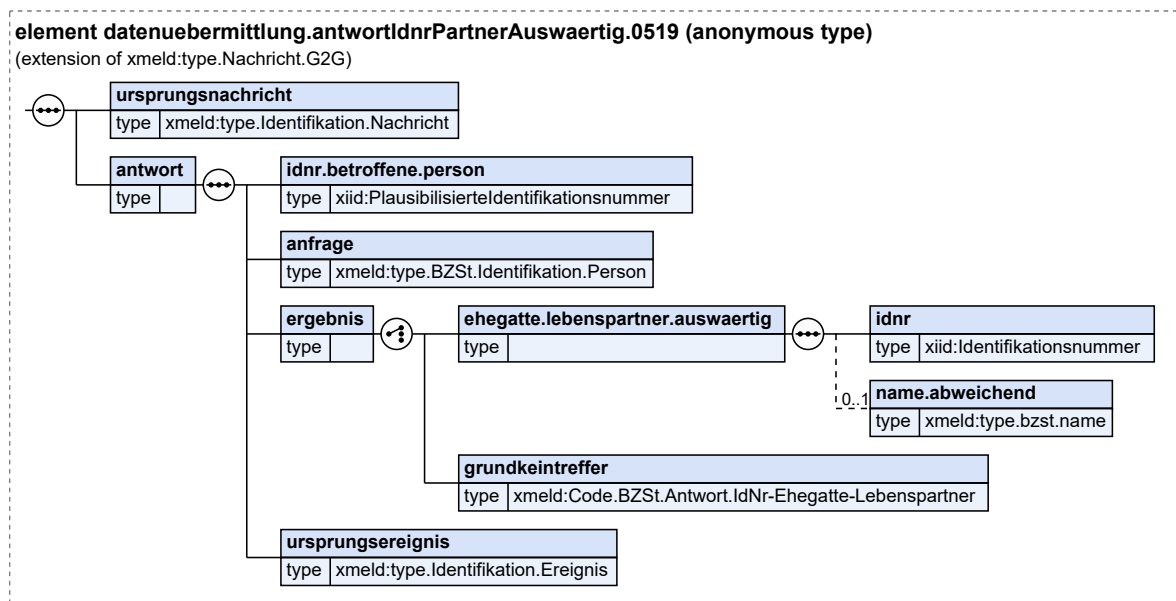 element datenuebermittlung.antwortIdnrPartnerAuswaertig.0519 (anonymous type)
(extension of xmeld:type.Nachricht.G2G)
ursprungsnachricht
type xmeld:type.Identifikation.Nachricht
antwort
type
idnr.betroffene.person
type xiid:PlausibilisierteIdentifikationsnummer
anfrage
type xmeld:type.BZSt.Identifikation.Person
ergebnis
type
ehegatte.lebenspartner.auswaertig
type
idnr
type xiid:Identifikationsnummer
0..1
name.abweichend
type xmeld:type.bzst.name
grundkeintreffer
type xmeld:Code.BZSt.Antwort.IdNr-Ehegatte-Lebenspartner
ursprungsereignis
type xmeld:type.Identifikation.Ereignis